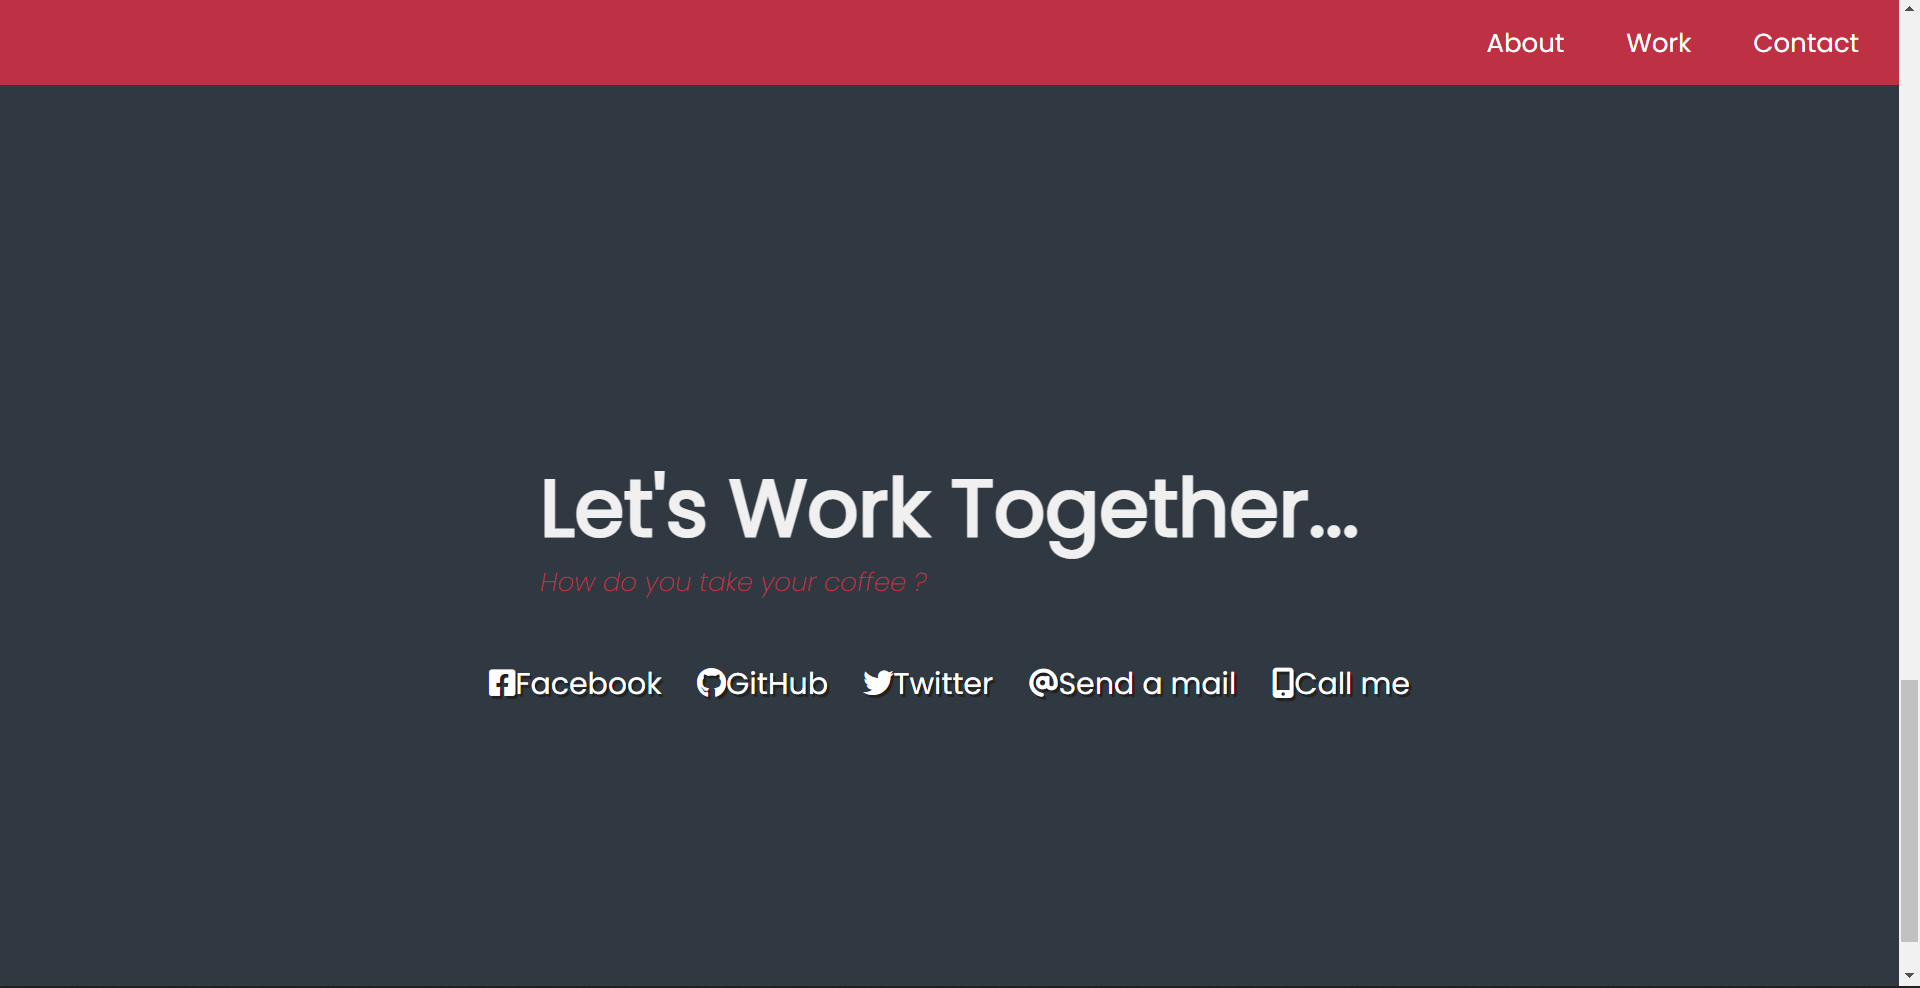 About Work Contact
Let's Work Together...
How do you take your coffee ?
Facebook GitHub Twitter Send a mail Call me